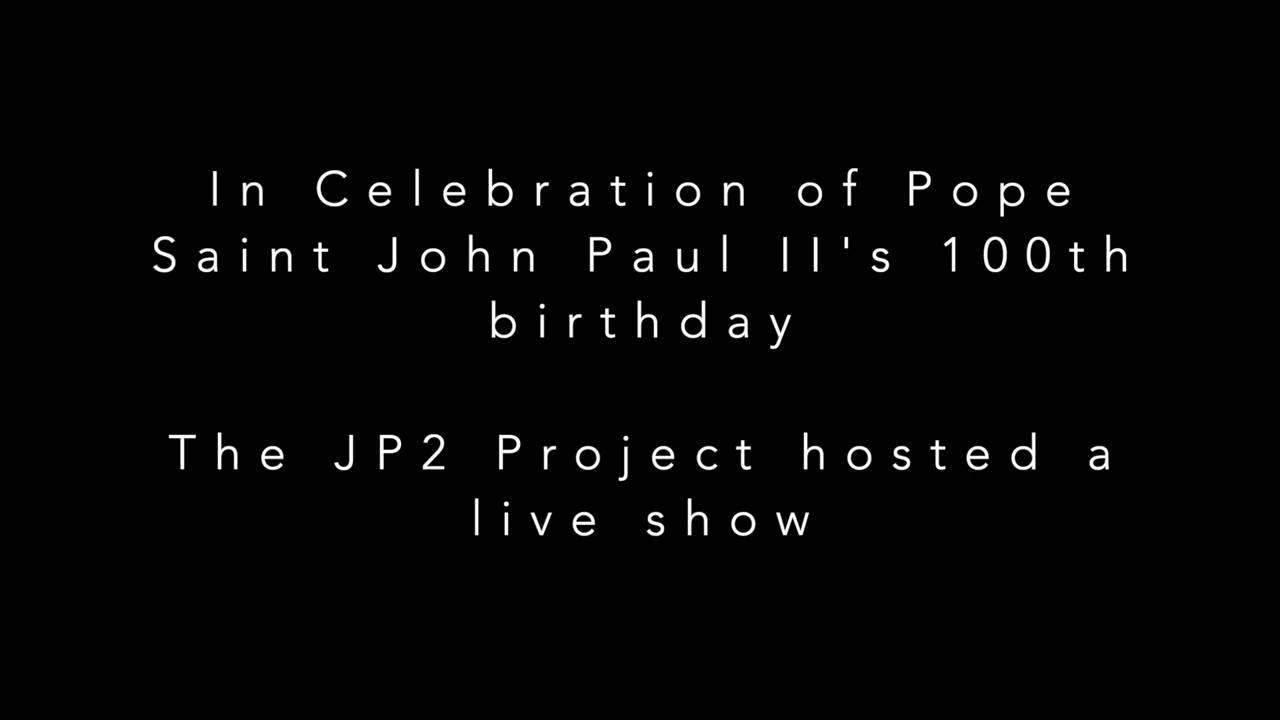 In Celebration of Pope
Saint John Paul II's 100th
birthday
The JP2 Project hosted a
live show